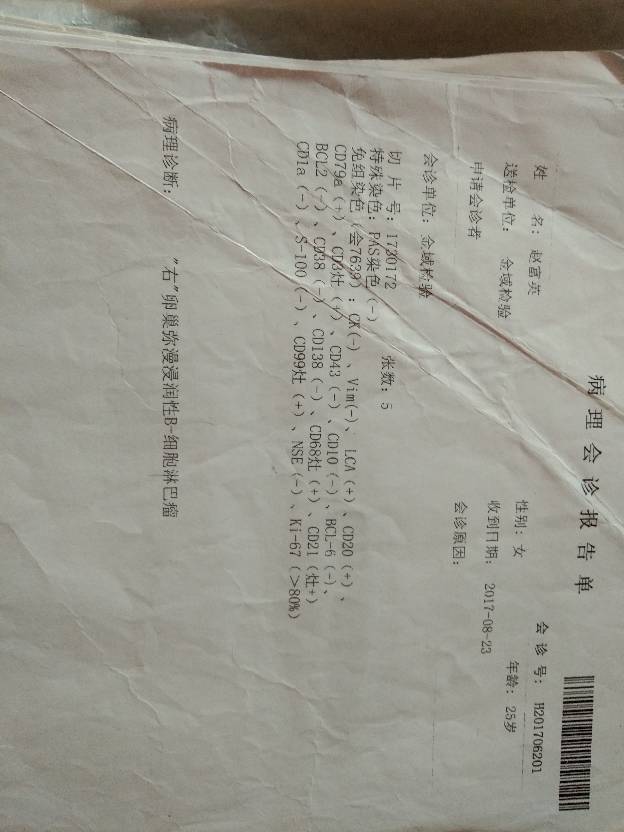 病理会诊报告单
会诊号： H201706201
姓 名： 赵富英 性别：女 年龄： 25岁
送检单位： 金域检验 收到日期： 2017-08-23
申请会诊者 会诊原因：
会诊单位：金域检验
切 片 号：1730172 张数：5
特殊染色：PAS染色（-）
免组染色（会7639）：CK(-)、Vim(-)、 LCA（+）、CD20（+）、
CD79a（+）、CD3灶（+）、CD43（-）、CD10（-）、BCL-6（-）、
BCL2（-）、CD38（-）、CD138（-）、CD68灶（+）、CD21（灶+）
CD1a（-）、S-100（-）、CD99灶（+）、NSE（-）、Ki-67（＞80%）
病理诊断： "右"卵巢弥漫浸润性B-细胞淋巴瘤